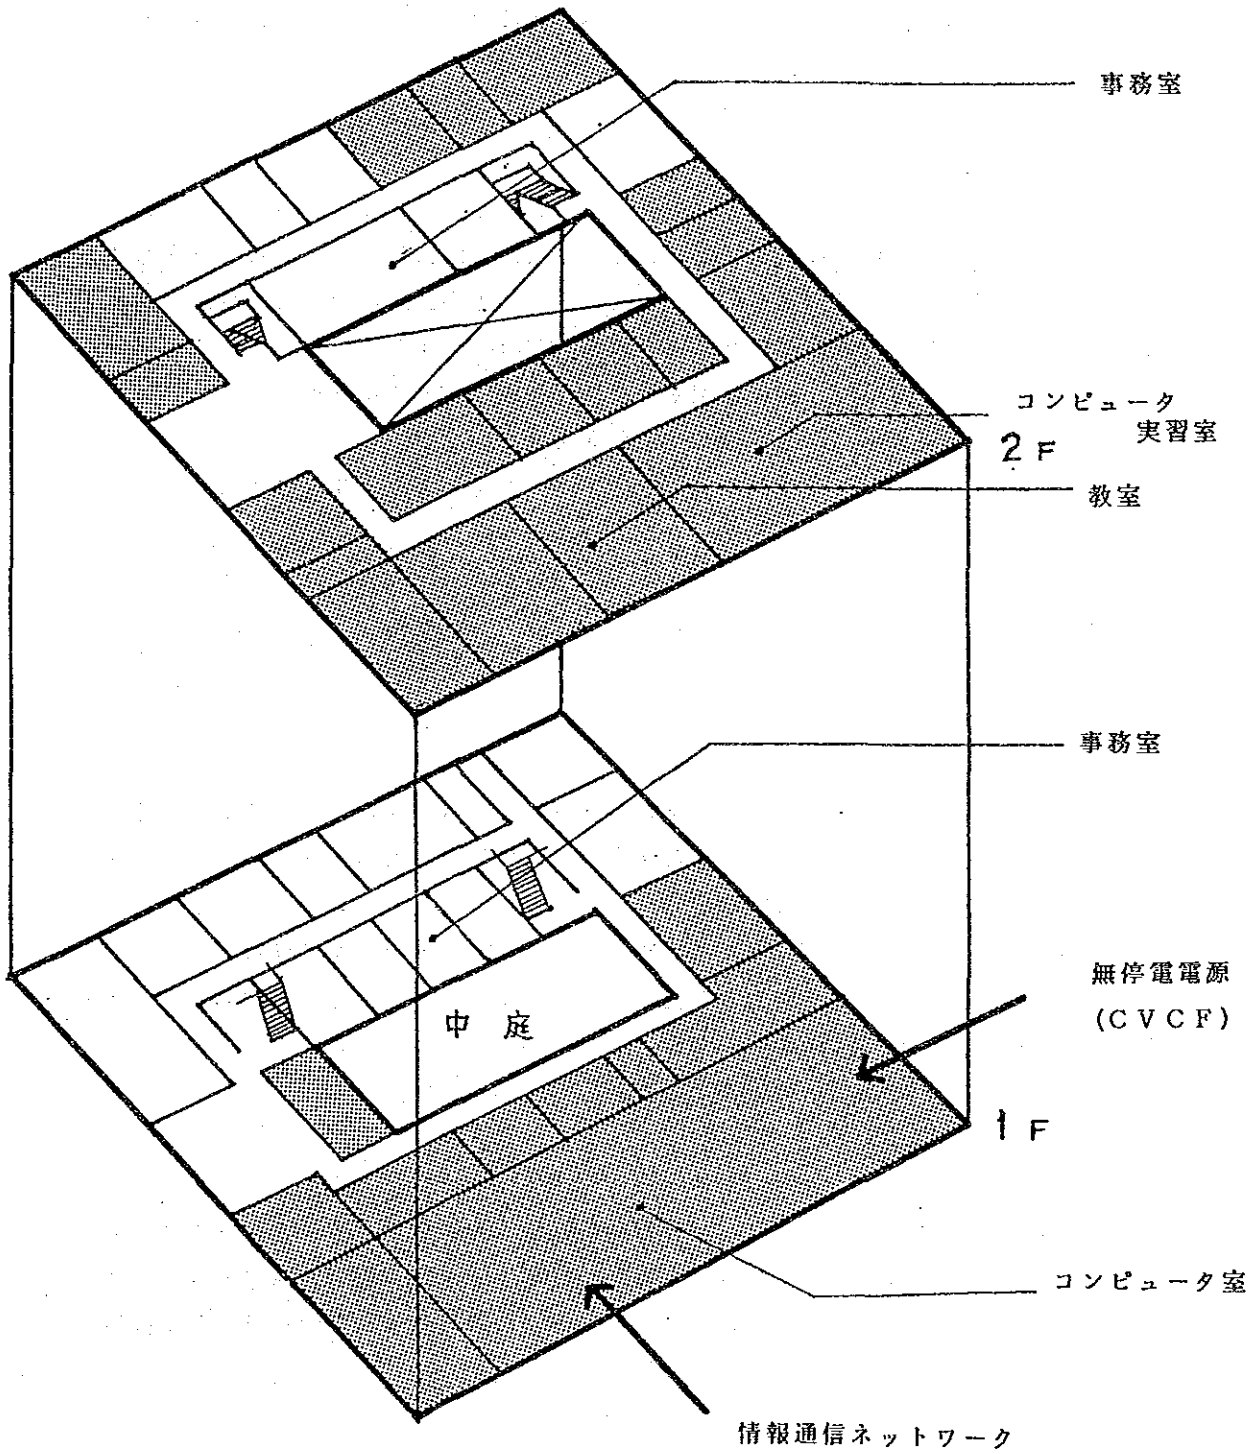 事務室
コンピュータ
実習室
2F
教室
事務室
無停電電源
(CVCF)
中庭
1F
コンピュータ室
情報通信ネットワーク